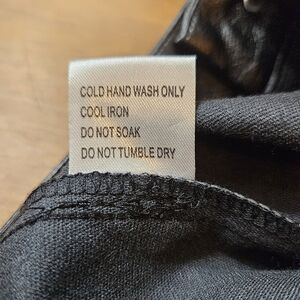 COLD HAND WASH ONLY
COOL IRON
DO NOT SOAK
DO NOT TUMBLE DRY